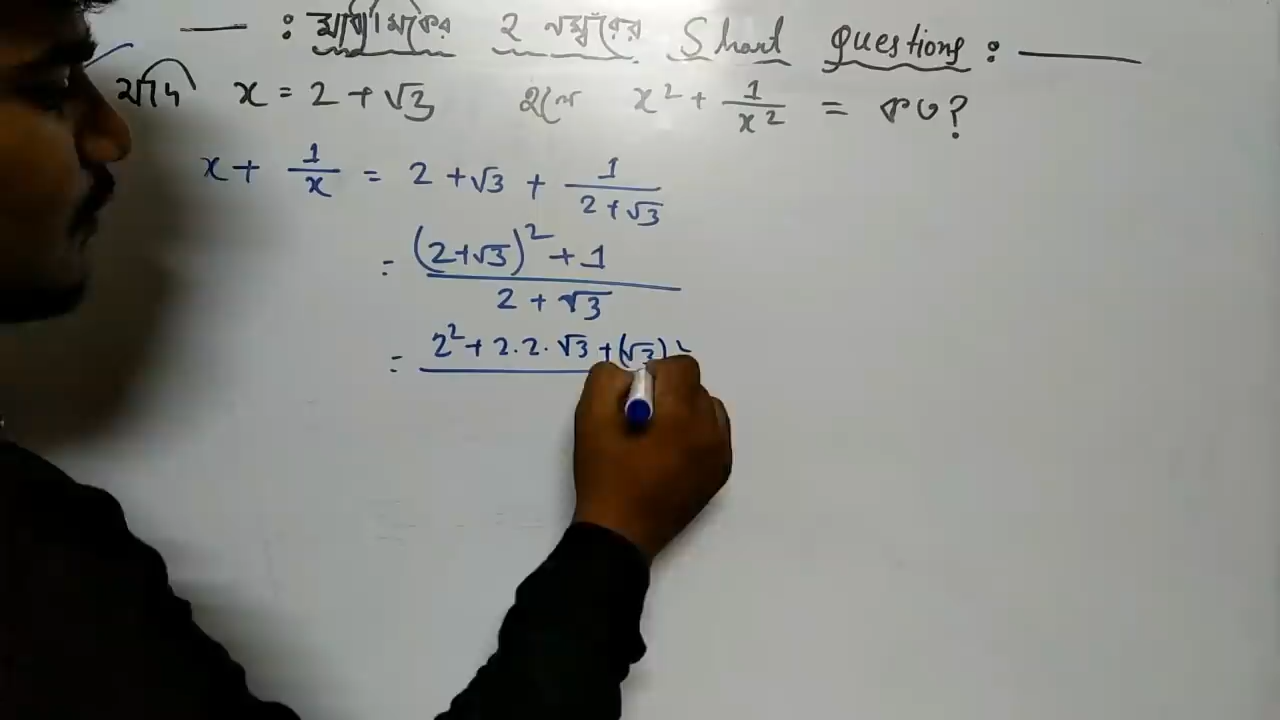 : মাধ্যমিকের ২ নম্বরের Short Questions :
যদি x = 2 + √3 হলে x² + 1/x² = কত?
x + 1/x = 2 + √3 + 1/(2 + √3)
= ((2+√3)² + 1)/(2 + √3)
= 2² + 2.2.√3 + (√3)²